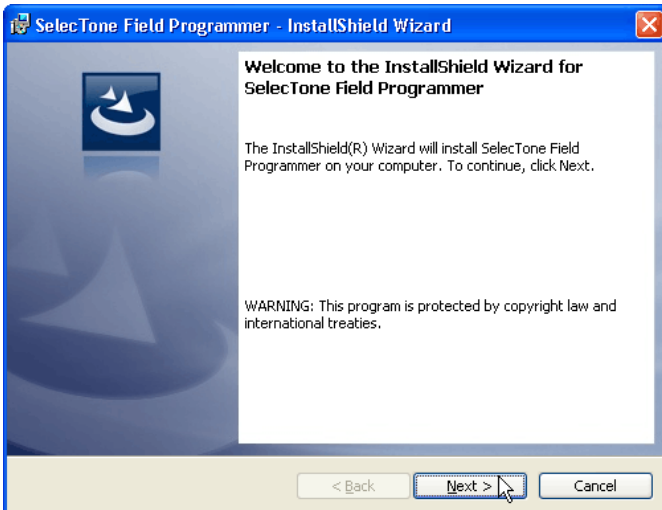 SelecTone Field Programmer - InstallShield Wizard
Welcome to the InstallShield Wizard for
SelecTone Field Programmer
The InstallShield(R) Wizard will install SelecTone Field
Programmer on your computer. To continue, click Next.
WARNING: This program is protected by copyright law and
international treaties.
< Back
Next >
Cancel